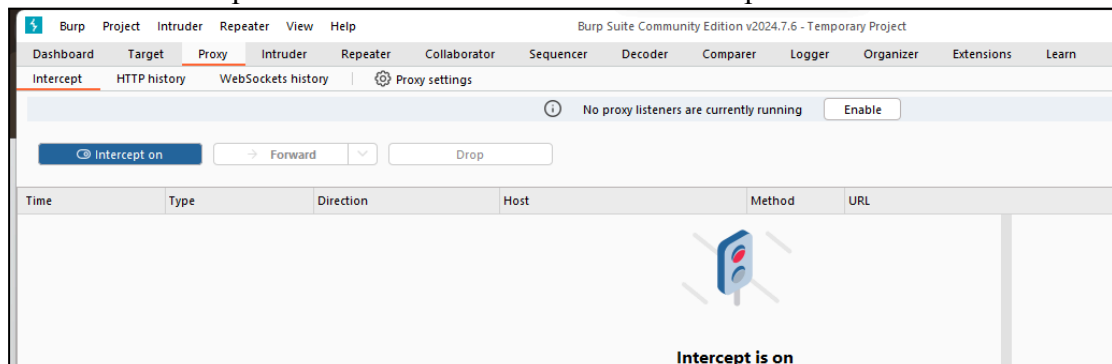 Burp Project Intruder Repeater View Help Burp Suite Community Edition v2024.7.6 - Temporary Project
Dashboard Target Proxy Intruder Repeater Collaborator Sequencer Decoder Comparer Logger Organizer Extensions Learn
Intercept HTTP history WebSockets history Proxy settings
No proxy listeners are currently running Enable
Intercept on Forward Drop
Time Type Direction Host Method URL
Intercept is on